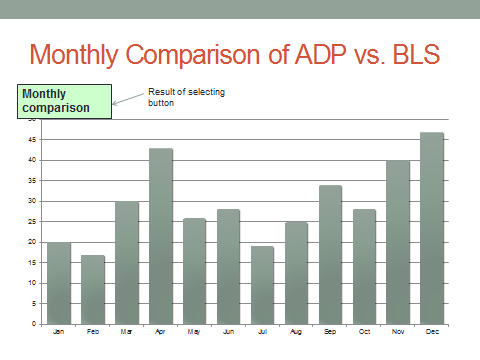 Monthly Comparison of ADP vs. BLS
Monthly
comparison
Result of selecting
button
50
45
40
35
30
25
20
15
10
5
0
Jan Feb Mar Apr May Jun Jul Aug Sep Oct Nov Dec